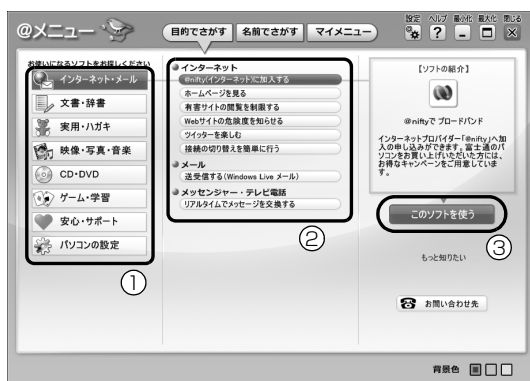 @メニュー
目的でさがす 名前でさがす マイメニュー
設定 ヘルプ 最小化 最大化 閉じる
お使いになるソフトをお探しください
インターネット・メール
文書・辞書
実用・ハガキ
映像・写真・音楽
CD・DVD
ゲーム・学習
安心・サポート
パソコンの設定
①
インターネット
@nifty(インターネット)に加入する
ホームページを見る
有害サイトの閲覧を制限する
Webサイトの危険度を知らせる
ツイッターを楽しむ
接続の切り替えを簡単に行う
メール
送受信する(Windows Live メール)
メッセンジャー・テレビ電話
リアルタイムでメッセージを交換する
②
【ソフトの紹介】
@niftyで ブロードバンド
インターネットプロバイダー「@nifty」へ加
入の申し込みができます。富士通のパ
ソコンをお買い上げいただいた方には、
お得なキャンペーンをご用意していま
す。
このソフトを使う
③
もっと知りたい
お問い合わせ先
背景色